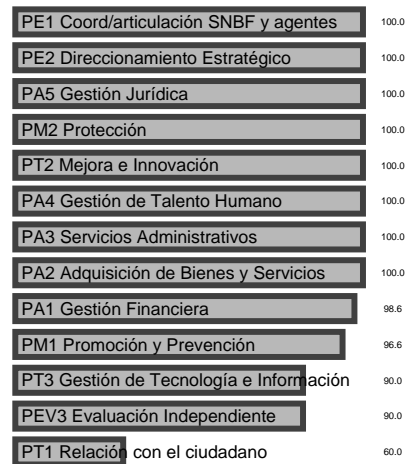 PE1 Coord/articulación SNBF y agentes 100.0
PE2 Direccionamiento Estratégico 100.0
PA5 Gestión Jurídica 100.0
PM2 Protección 100.0
PT2 Mejora e Innovación 100.0
PA4 Gestión de Talento Humano 100.0
PA3 Servicios Administrativos 100.0
PA2 Adquisición de Bienes y Servicios 100.0
PA1 Gestión Financiera 98.6
PM1 Promoción y Prevención 96.6
PT3 Gestión de Tecnología e Información 90.0
PEV3 Evaluación Independiente 90.0
PT1 Relación con el ciudadano 60.0